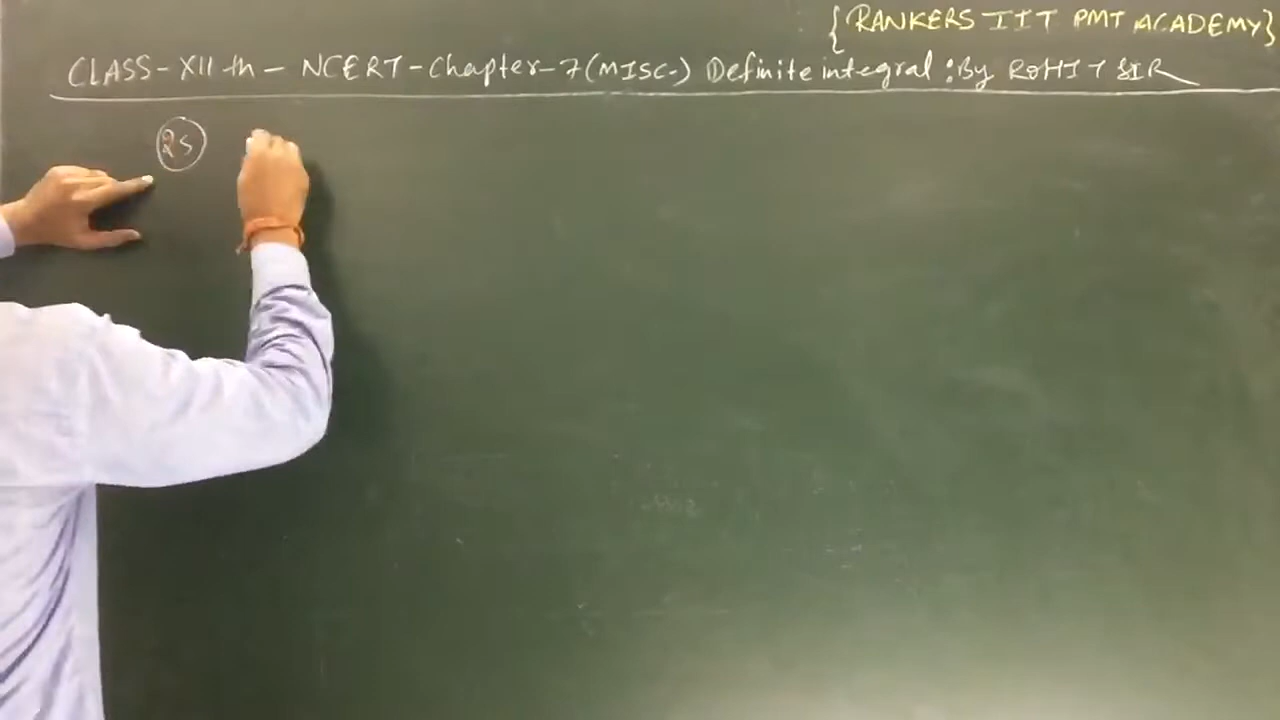 {RANKERS IIT PMT ACADEMY}
CLASS-XII th - NCERT-Chapter-7(MISC.) Definite integral : By ROHIT SIR
25